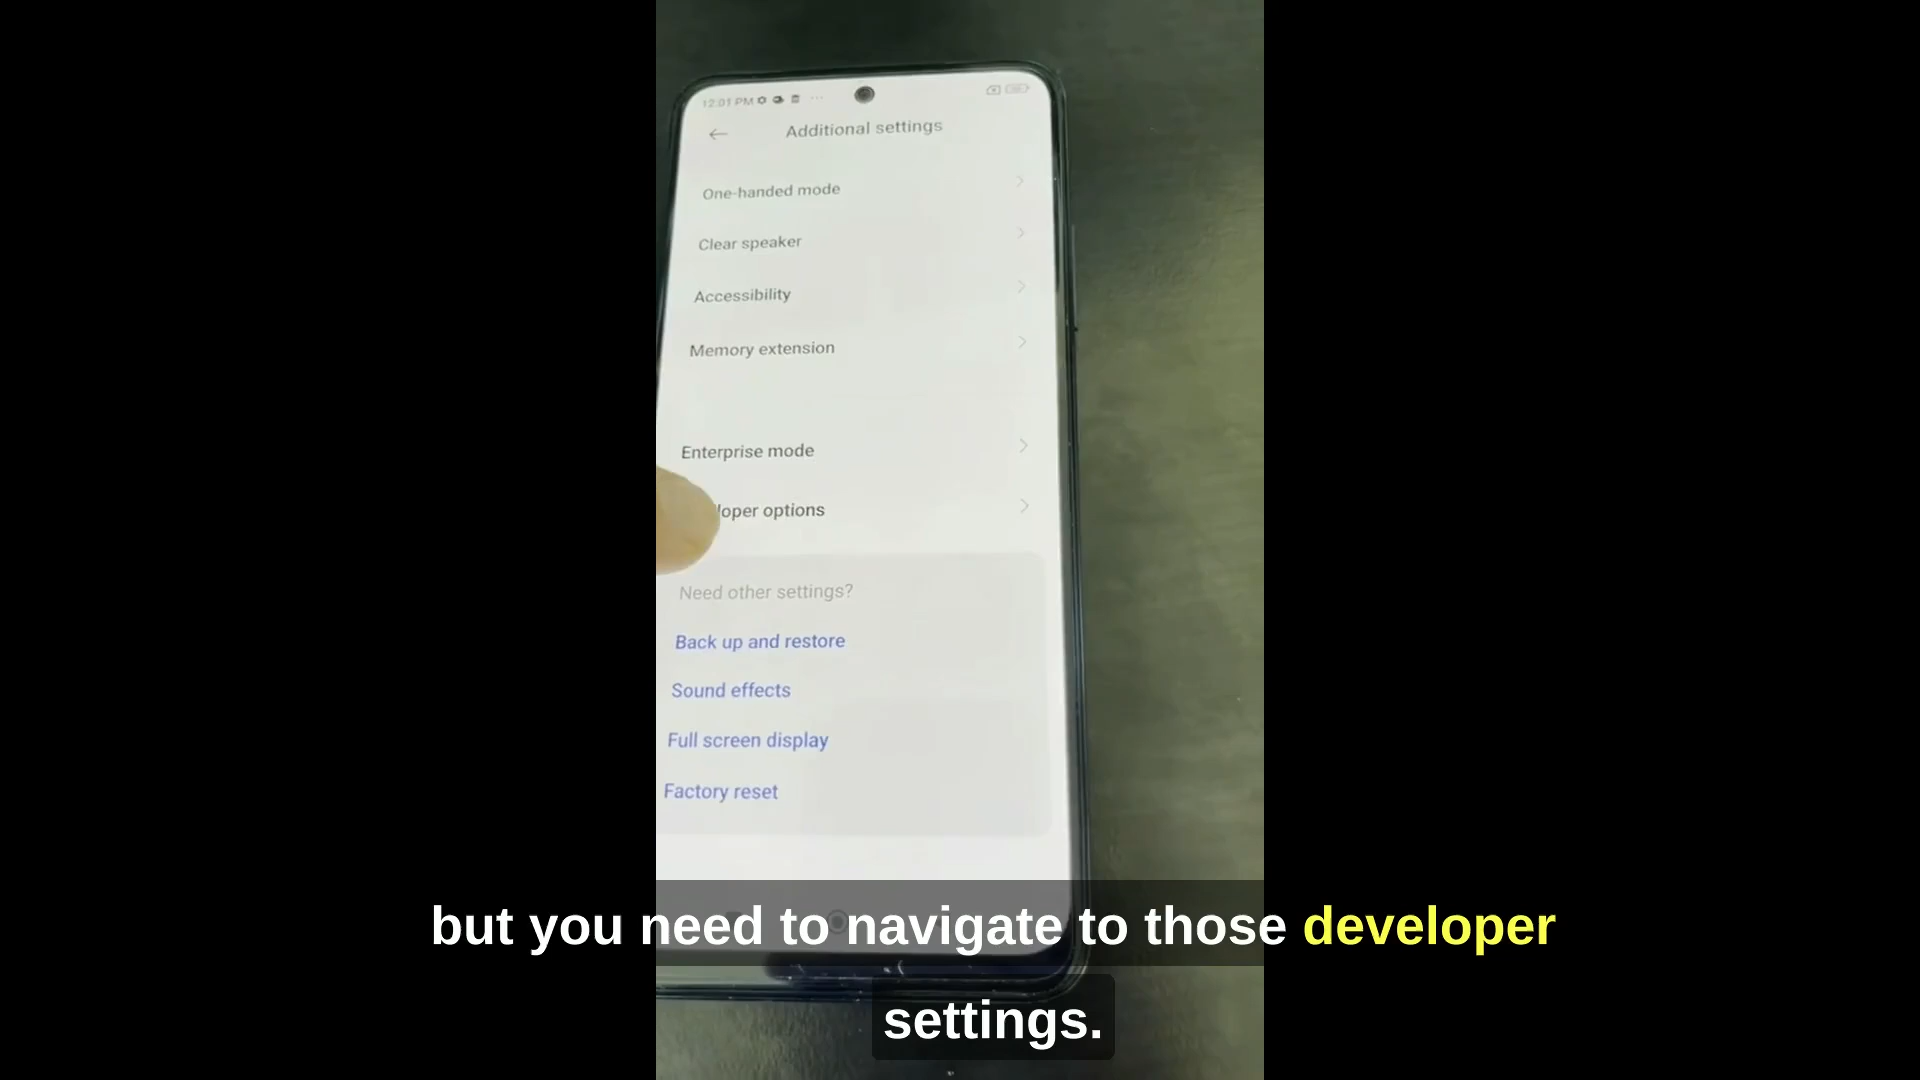 12:01 PM
Additional settings
One-handed mode
Clear speaker
Accessibility
Memory extension
Enterprise mode
loper options
Need other settings?
Back up and restore
Sound effects
Full screen display
Factory reset
but you need to navigate to those developer
settings.